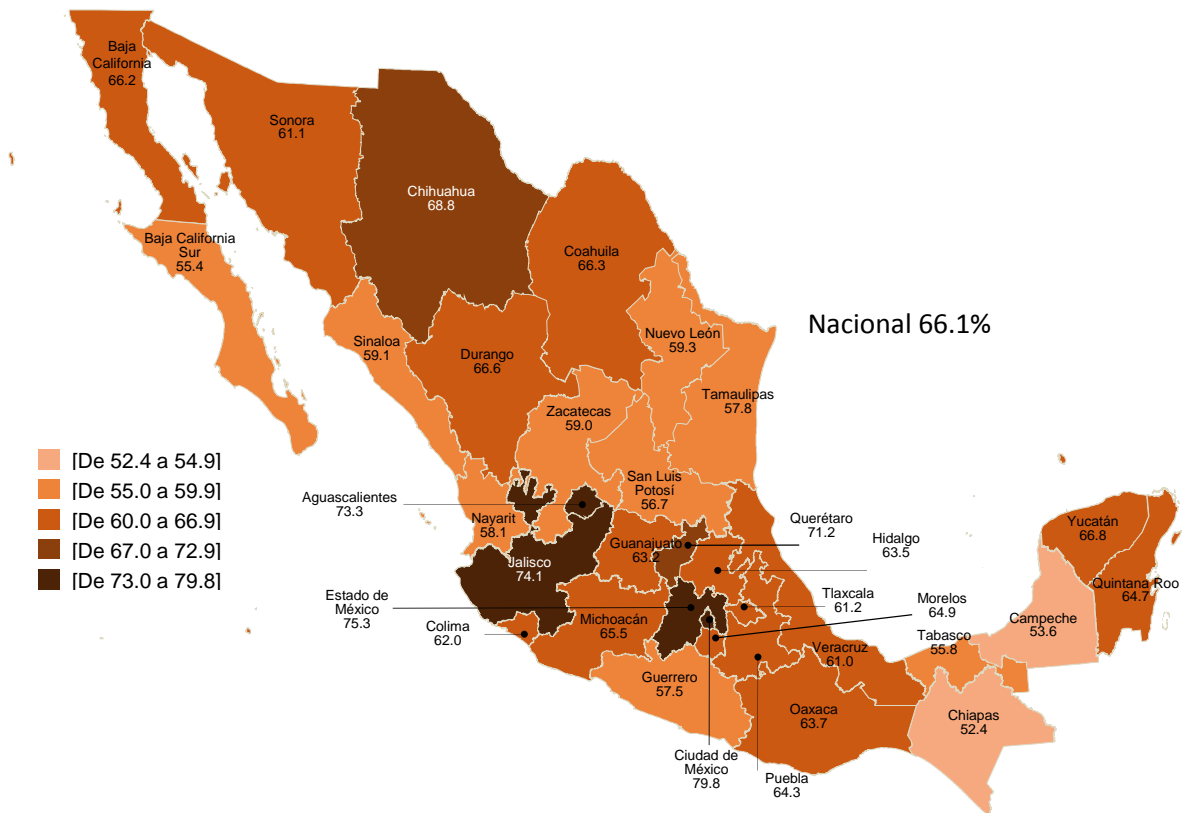 Baja
California
66.2
Sonora
61.1
Chihuahua
68.8
Coahuila
66.3
Baja California
Sur
55.4
Nacional 66.1%
Sinaloa
59.1
Durango
66.6
Nuevo León
59.3
Tamaulipas
57.8
Zacatecas
59.0
San Luis
Potosí
56.7
[De 52.4 a 54.9]
[De 55.0 a 59.9]
[De 60.0 a 66.9]
[De 67.0 a 72.9]
[De 73.0 a 79.8]
Aguascalientes
73.3
Nayarit
58.1
Jalisco
74.1
Guanajuato
63.2
Querétaro
71.2
Hidalgo
63.5
Yucatán
66.8
Quintana Roo
64.7
Estado de
México
75.3
Colima
62.0
Michoacán
65.5
Tlaxcala
61.2
Morelos
64.9
Campeche
53.6
Veracruz
61.0
Tabasco
55.8
Guerrero
57.5
Oaxaca
63.7
Chiapas
52.4
Ciudad de
México
79.8
Puebla
64.3